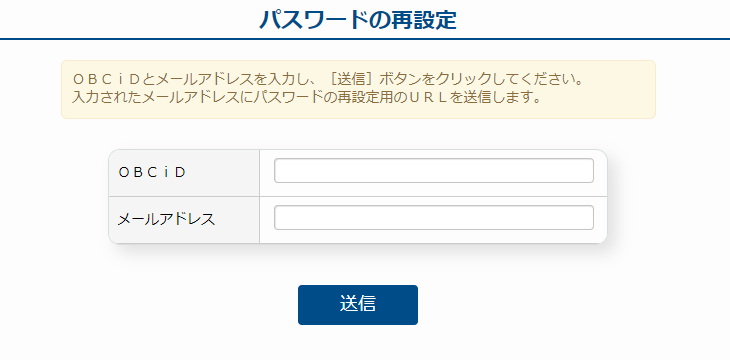 パスワードの再設定
ＯＢＣｉＤとメールアドレスを入力し、［送信］ボタンをクリックしてください。
入力されたメールアドレスにパスワードの再設定用のＵＲＬを送信します。
ＯＢＣｉＤ
メールアドレス
送信